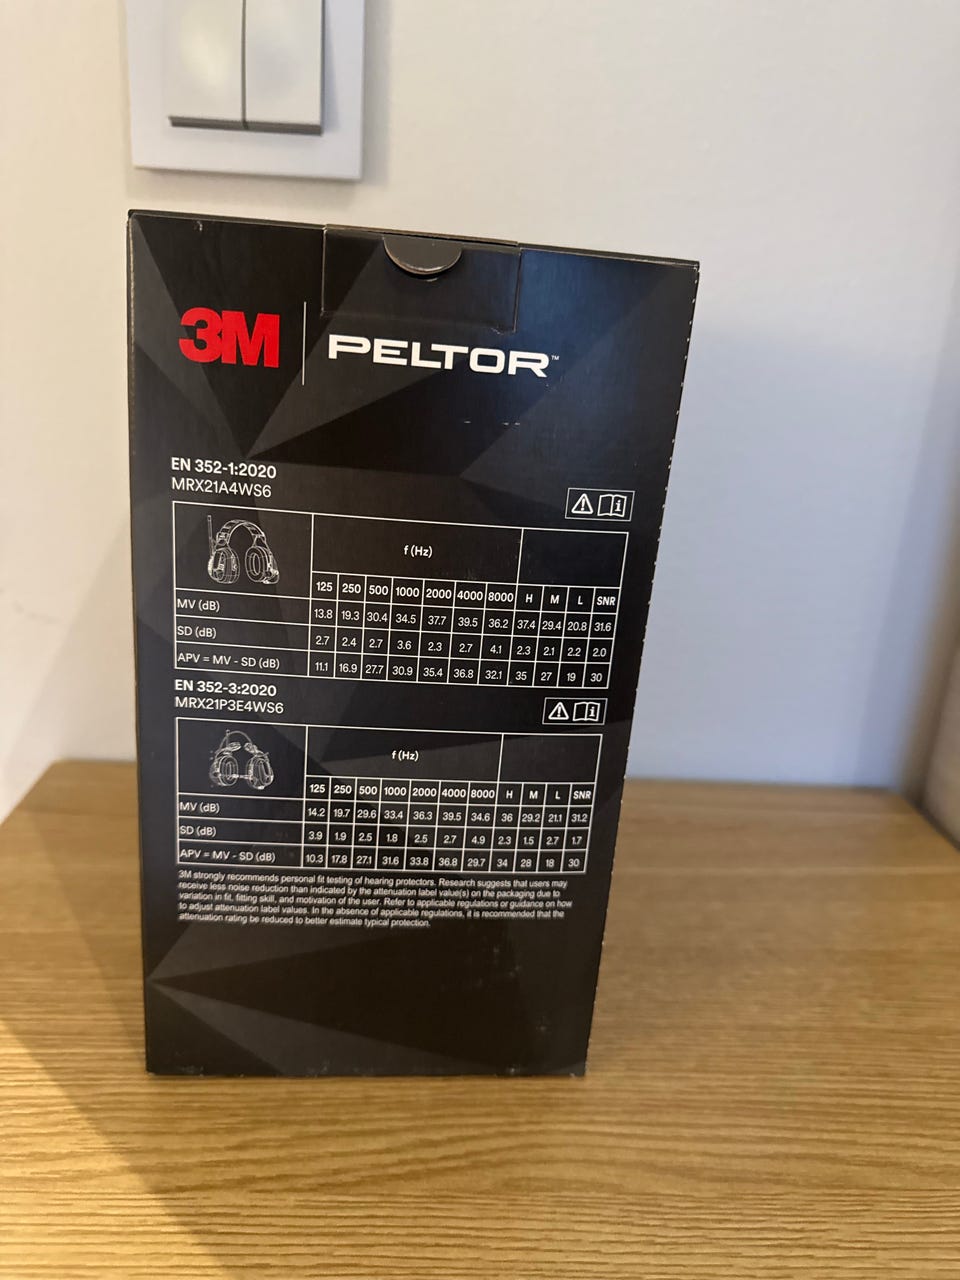 3M PELTOR™
EN 352-1:2020
MRX21A4WS6
f (Hz)
125 250 500 1000 2000 4000 8000 H M L SNR
MV (dB) 13.8 19.3 30.4 34.5 37.7 39.5 36.2 37.4 29.4 20.8 31.6
SD (dB) 2.7 2.4 2.7 3.6 2.3 2.7 4.1 2.3 2.1 2.2 2.0
APV = MV - SD (dB) 11.1 16.9 27.7 30.9 35.4 36.8 32.1 35 27 19 30
EN 352-3:2020
MRX21P3E4WS6
f (Hz)
125 250 500 1000 2000 4000 8000 H M L SNR
MV (dB) 14.2 19.7 29.6 33.4 36.3 39.5 34.6 36 29.2 21.1 31.2
SD (dB) 3.9 1.9 2.5 1.8 2.5 2.7 4.9 2.3 1.5 2.7 1.7
APV = MV - SD (dB) 10.3 17.8 27.1 31.6 33.8 36.8 29.7 34 28 18 30
3M strongly recommends personal fit testing of hearing protectors. Research suggests that users may
receive less noise reduction than indicated by the attenuation label value(s) on the packaging due to
variation in fit, fitting skill, and motivation of the user. Refer to applicable regulations or guidance on how
to adjust attenuation label values. In the absence of applicable regulations, it is recommended that the
attenuation rating be reduced to better estimate typical protection.